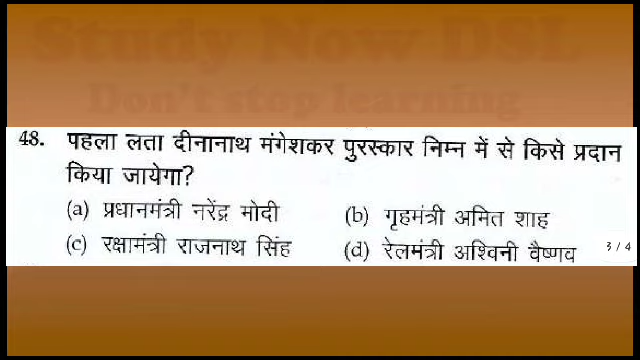 Study Now DSL
Don't stop learning
48. पहला लता दीनानाथ मंगेशकर पुरस्कार निम्न में से किसे प्रदान
किया जायेगा?
(a) प्रधानमंत्री नरेंद्र मोदी (b) गृहमंत्री अमित शाह
(c) रक्षामंत्री राजनाथ सिंह (d) रेलमंत्री अश्विनी वैष्णव 3/4